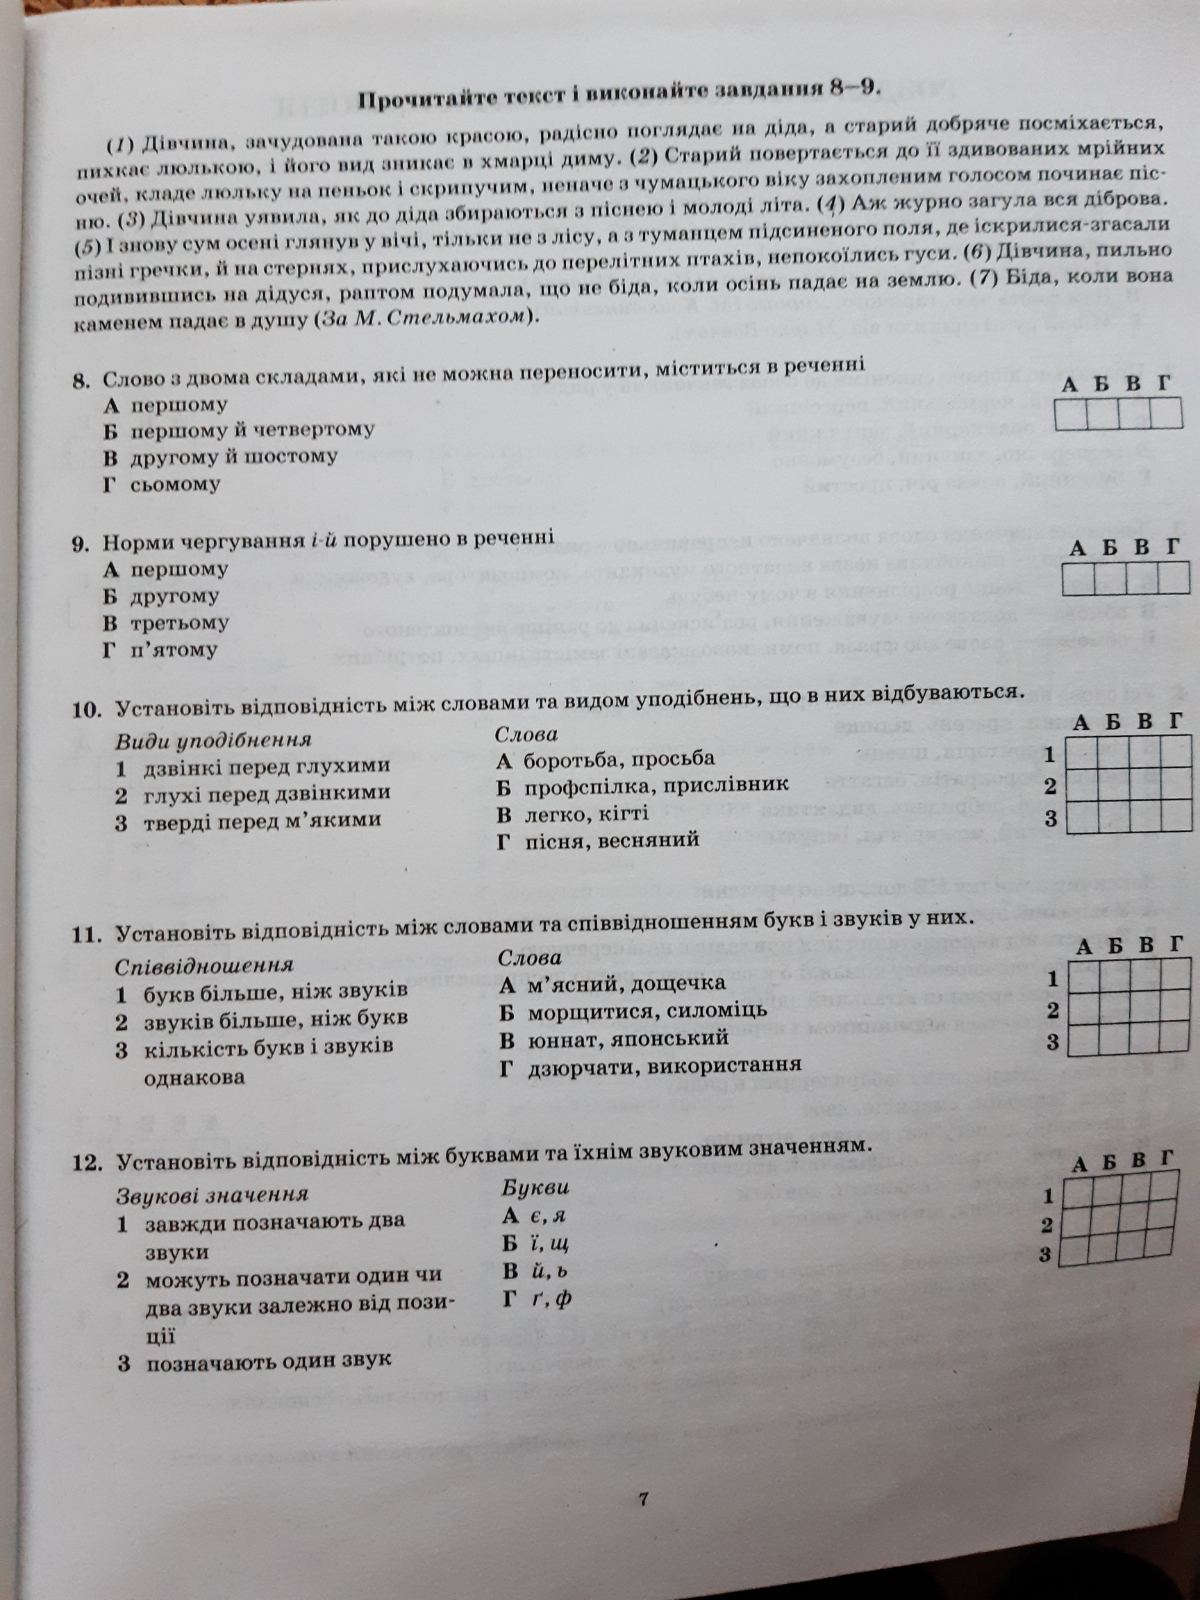 Прочитайте текст і виконайте завдання 8–9.
(1) Дівчина, зачудована такою красою, радісно поглядає на діда, а старий добряче посміхається,
пихкає люлькою, і його вид зникає в хмарці диму. (2) Старий повертається до її здивованих мрійних
очей, кладе люльку на пеньок і скрипучим, неначе з чумацького віку захопленим голосом починає піс-
ню. (3) Дівчина уявила, як до діда збираються з піснею і молоді літа. (4) Аж журно загула вся діброва.
(5) І знову сум осені глянув у вічі, тільки не з лісу, а з туманцем підсиненого поля, де іскрилися-згасали
пізні гречки, й на стернях, прислухаючись до перелітних птахів, непокоїлись гуси. (6) Дівчина, пильно
подивившись на дідуся, раптом подумала, що не біда, коли осінь падає на землю. (7) Біда, коли вона
каменем падає в душу (За М. Стельмахом).
8. Слово з двома складами, які не можна переносити, міститься в реченні
А Б В Г
А першому
Б першому й четвертому
В другому й шостому
Г сьомому
9. Норми чергування і-й порушено в реченні
А Б В Г
А першому
Б другому
В третьому
Г п'ятому
10. Установіть відповідність між словами та видом уподібнень, що в них відбуваються.
А Б В Г
Види уподібнення Слова
1 дзвінкі перед глухими А боротьба, просьба 1
2 глухі перед дзвінкими Б профспілка, прислівник 2
3 тверді перед м'якими В легко, кігті 3
Г пісня, весняний
11. Установіть відповідність між словами та співвідношенням букв і звуків у них.
А Б В Г
Співвідношення Слова
1 букв більше, ніж звуків А м'ясний, дощечка 1
2 звуків більше, ніж букв Б морщитися, силоміць 2
3 кількість букв і звуків В юннат, японський 3
однакова Г дзюрчати, використання
12. Установіть відповідність між буквами та їхнім звуковим значенням.
А Б В Г
Звукові значення Букви
1 завжди позначають два А є, я 1
звуки Б ї, щ 2
2 можуть позначати один чи В й, ь 3
два звуки залежно від пози- Г ґ, ф
ції
3 позначають один звук
7